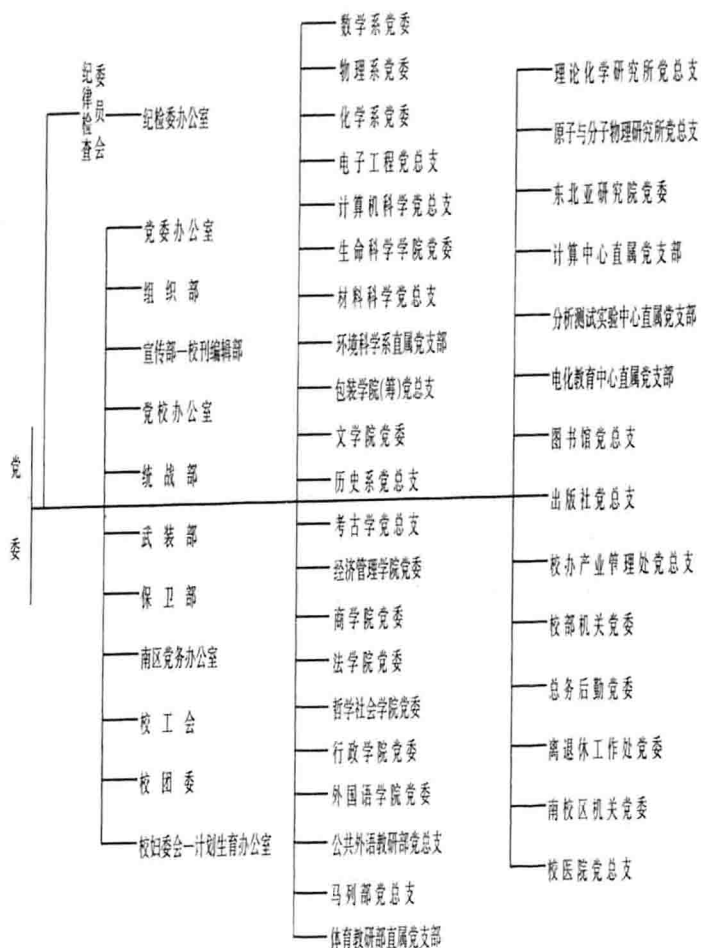 党委
纪律检查委员会
纪检委办公室
党委办公室
组织部
宣传部—校刊编辑部
党校办公室
统战部
武装部
保卫部
南区党务办公室
校工会
校团委
校妇委会—计划生育办公室
数学系党委
物理系党委
化学系党委
电子工程党总支
计算机科学党总支
生命科学学院党委
材料科学党总支
环境科学系直属党支部
包装学院(筹)党总支
文学院党委
历史系党总支
考古学党总支
经济管理学院党委
商学院党委
法学院党委
哲学社会学院党委
行政学院党委
外国语学院党委
公共外语教研部党总支
马列部党总支
体育教研部直属党支部
理论化学研究所党总支
原子与分子物理研究所党总支
东北亚研究院党委
计算中心直属党支部
分析测试实验中心直属党支部
电化教育中心直属党支部
图书馆党总支
出版社党总支
校办产业管理处党总支
校部机关党委
总务后勤党委
离退休工作处党委
南校区机关党委
校医院党总支